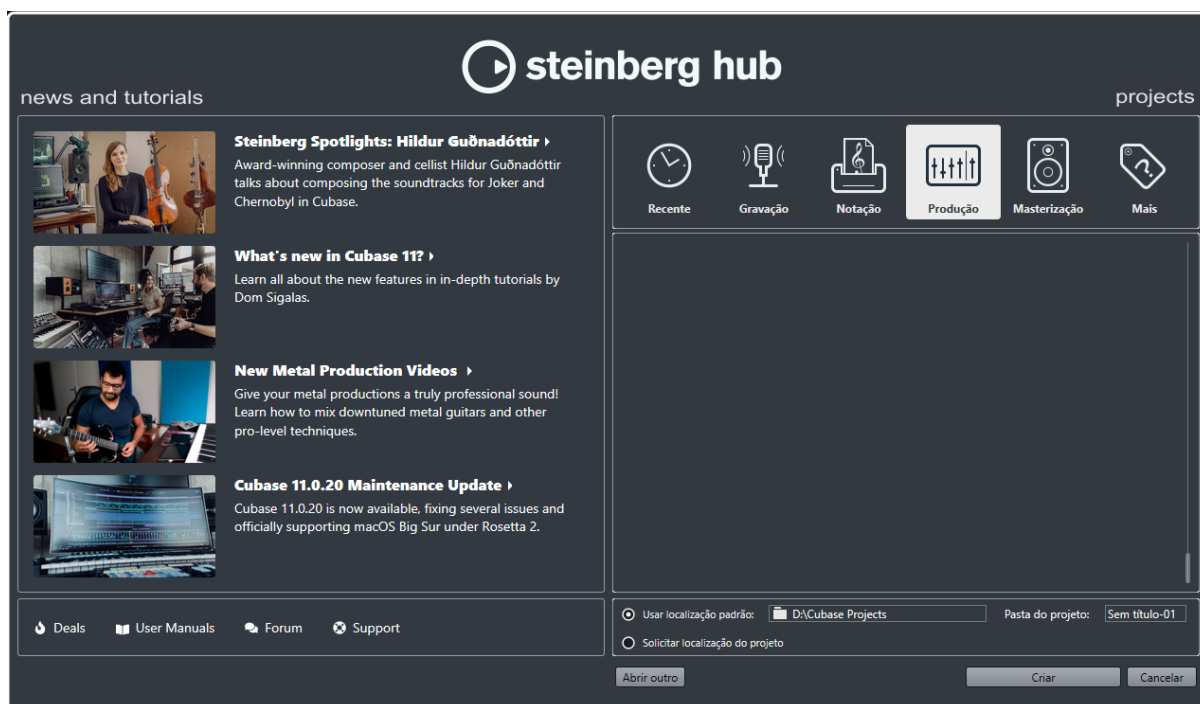 steinberg hub
news and tutorials
projects
Steinberg Spotlights: Hildur Guðnadóttir
Award-winning composer and cellist Hildur Guðnadóttir
talks about composing the soundtracks for Joker and
Chernobyl in Cubase.
What's new in Cubase 11?
Learn all about the new features in in-depth tutorials by
Dom Sigalas.
New Metal Production Videos
Give your metal productions a truly professional sound!
Learn how to mix downtuned metal guitars and other
pro-level techniques.
Cubase 11.0.20 Maintenance Update
Cubase 11.0.20 is now available, fixing several issues and
officially supporting macOS Big Sur under Rosetta 2.
Deals User Manuals Forum Support
Recente Gravação Notação Produção Masterização Mais
Usar localização padrão: D:\Cubase Projects Pasta do projeto: Sem título-01
Solicitar localização do projeto
Abrir outro Criar Cancelar